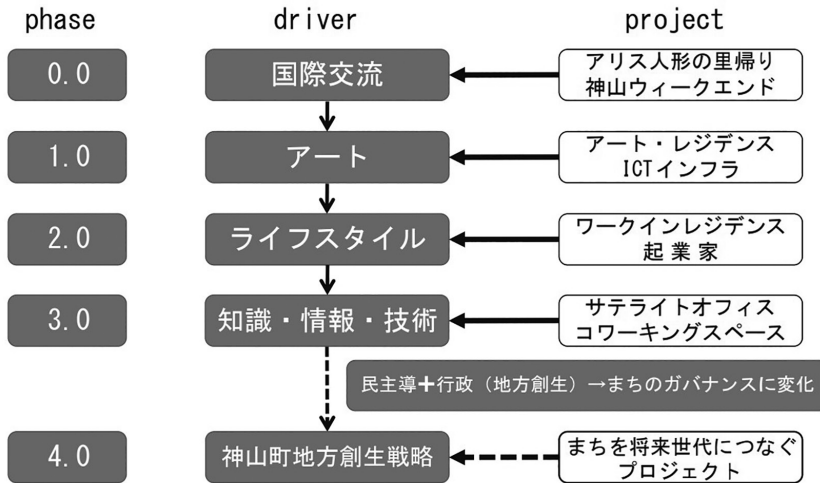 phase driver project
0.0 国際交流 アリス人形の里帰り
神山ウィークエンド
1.0 アート アート・レジデンス
ICTインフラ
2.0 ライフスタイル ワークインレジデンス
起業家
3.0 知識・情報・技術 サテライトオフィス
コワーキングスペース
民主導+行政（地方創生）→まちのガバナンスに変化
4.0 神山町地方創生戦略 まちを将来世代につなぐ
プロジェクト